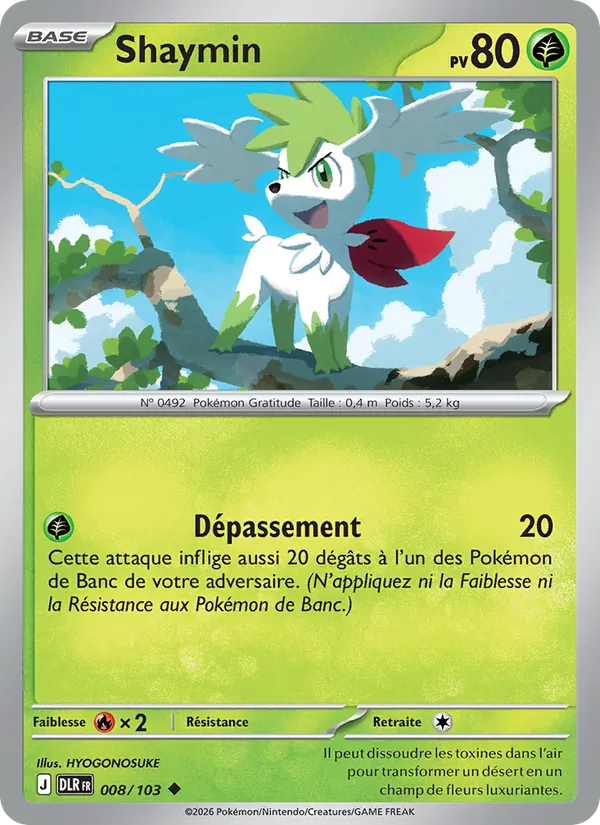 BASE
Shaymin
PV 80
N° 0492 Pokémon Gratitude Taille : 0,4 m Poids : 5,2 kg
Dépassement 20
Cette attaque inflige aussi 20 dégâts à l'un des Pokémon
de Banc de votre adversaire. (N'appliquez ni la Faiblesse ni
la Résistance aux Pokémon de Banc.)
Faiblesse ×2 Résistance Retraite
Illus. HYOGONOSUKE
Il peut dissoudre les toxines dans l'air
pour transformer un désert en un
champ de fleurs luxuriantes.
J DLR FR 008/103
©2026 Pokémon/Nintendo/Creatures/GAME FREAK